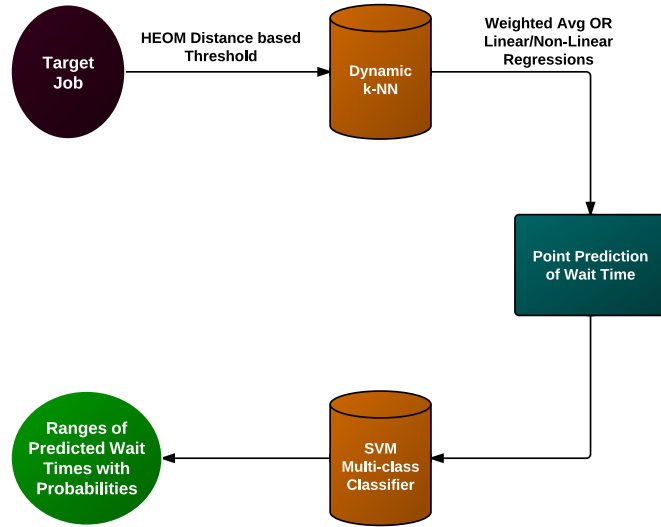 Target
Job
HEOM Distance based
Threshold
Dynamic
k-NN
Weighted Avg OR
Linear/Non-Linear
Regressions
Point Prediction
of Wait Time
SVM
Multi-class
Classifier
Ranges of
Predicted Wait
Times with
Probabilities